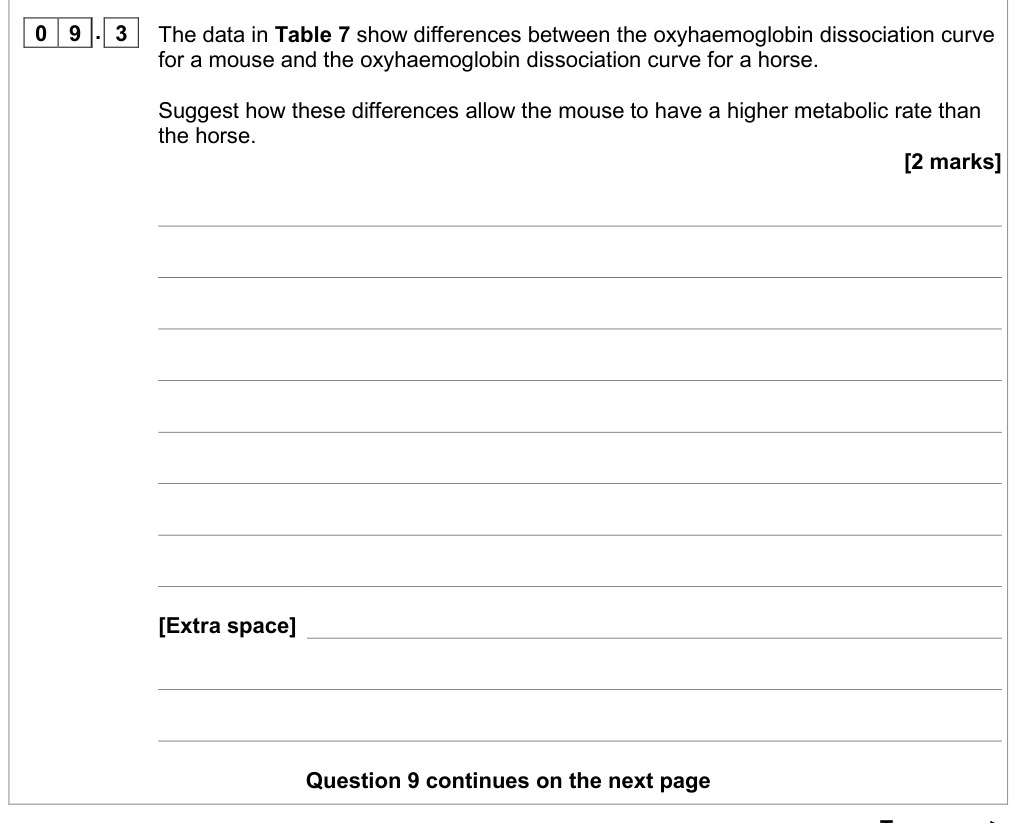 0 9 . 3 The data in Table 7 show differences between the oxyhaemoglobin dissociation curve
for a mouse and the oxyhaemoglobin dissociation curve for a horse.
Suggest how these differences allow the mouse to have a higher metabolic rate than
the horse.
[2 marks]
[Extra space]
Question 9 continues on the next page